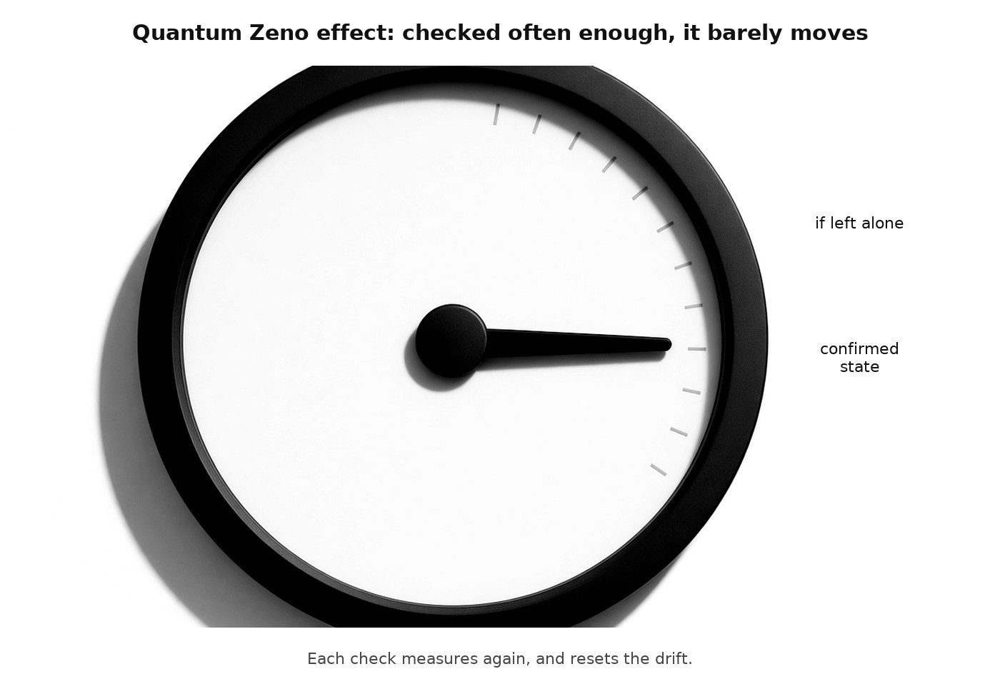 Quantum Zeno effect: checked often enough, it barely moves
if left alone
confirmed
state
Each check measures again, and resets the drift.